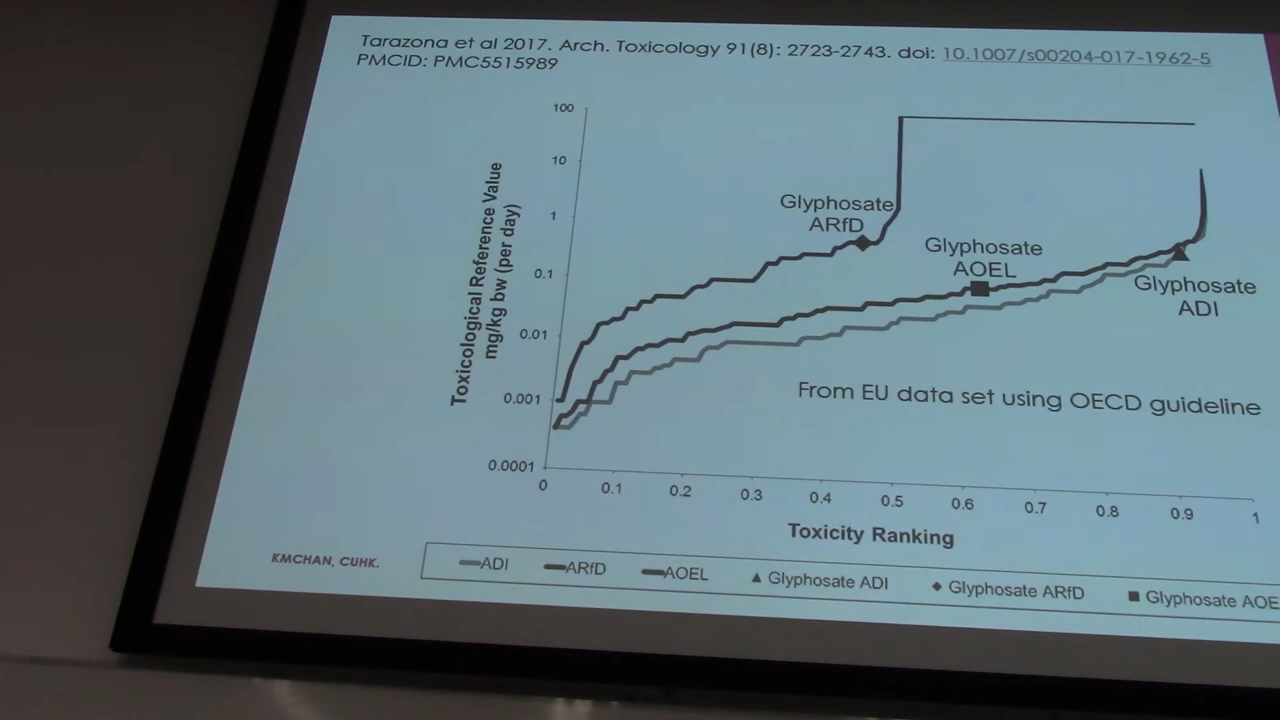 Tarazona et al 2017. Arch. Toxicology 91(8): 2723-2743. doi: 10.1007/s00204-017-1962-5
PMCID: PMC5515989
100
10
1
0.1
0.01
0.001
0.0001
Toxicological Reference Value
mg/kg bw (per day)
Glyphosate
ARfD
Glyphosate
AOEL
Glyphosate
ADI
From EU data set using OECD guideline
0 0.1 0.2 0.3 0.4 0.5 0.6 0.7 0.8 0.9 1
Toxicity Ranking
KMCHAN, CUHK.
ADI ARfD AOEL Glyphosate ADI Glyphosate ARfD Glyphosate AOE